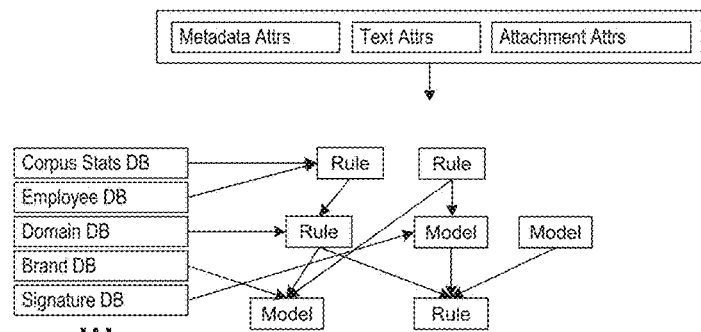 Metadata Attrs Text Attrs Attachment Attrs
Corpus Stats DB Rule Rule
Employee DB
Domain DB Rule Model Model
Brand DB
Signature DB Model Rule